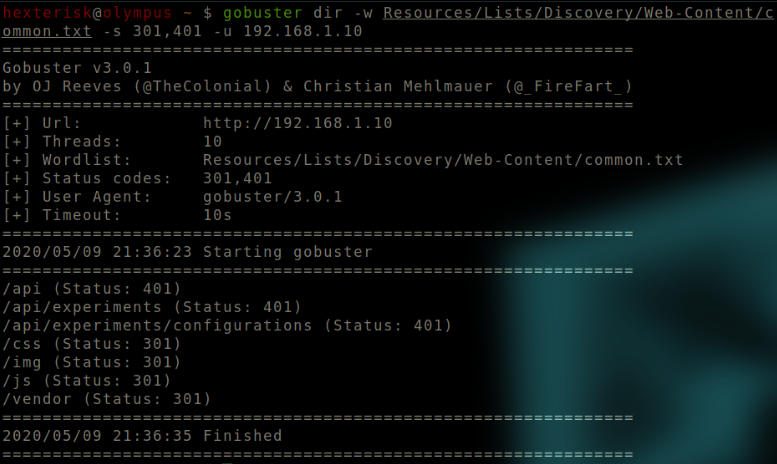 hexterisk@olympus ~ $ gobuster dir -w Resources/Lists/Discovery/Web-Content/c
ommon.txt -s 301,401 -u 192.168.1.10
===============================================================
Gobuster v3.0.1
by OJ Reeves (@TheColonial) & Christian Mehlmauer (@_FireFart_)
===============================================================
[+] Url:            http://192.168.1.10
[+] Threads:        10
[+] Wordlist:       Resources/Lists/Discovery/Web-Content/common.txt
[+] Status codes:   301,401
[+] User Agent:     gobuster/3.0.1
[+] Timeout:        10s
===============================================================
2020/05/09 21:36:23 Starting gobuster
===============================================================
/api (Status: 401)
/api/experiments (Status: 401)
/api/experiments/configurations (Status: 401)
/css (Status: 301)
/img (Status: 301)
/js (Status: 301)
/vendor (Status: 301)
===============================================================
2020/05/09 21:36:35 Finished
===============================================================